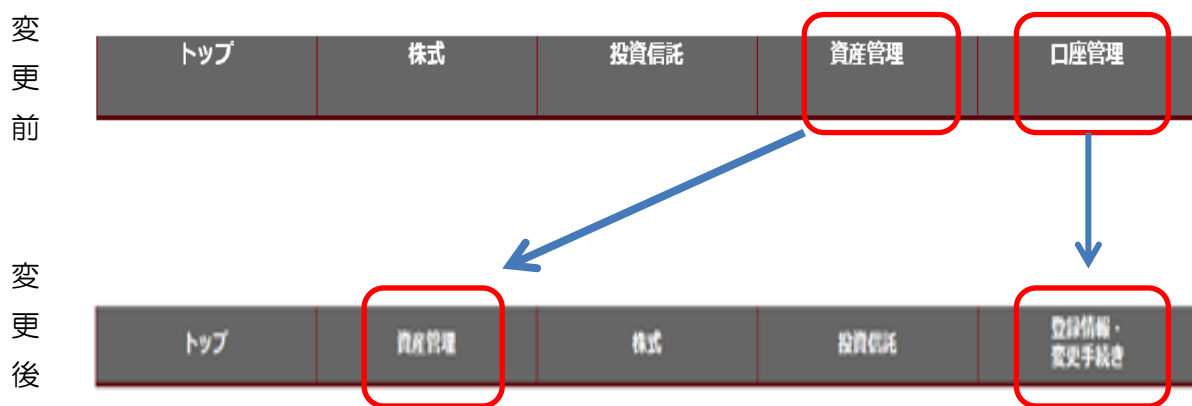 変更前
トップ 株式 投資信託 資産管理 口座管理
変更後
トップ 資産管理 株式 投資信託 登録情報・
変更手続き